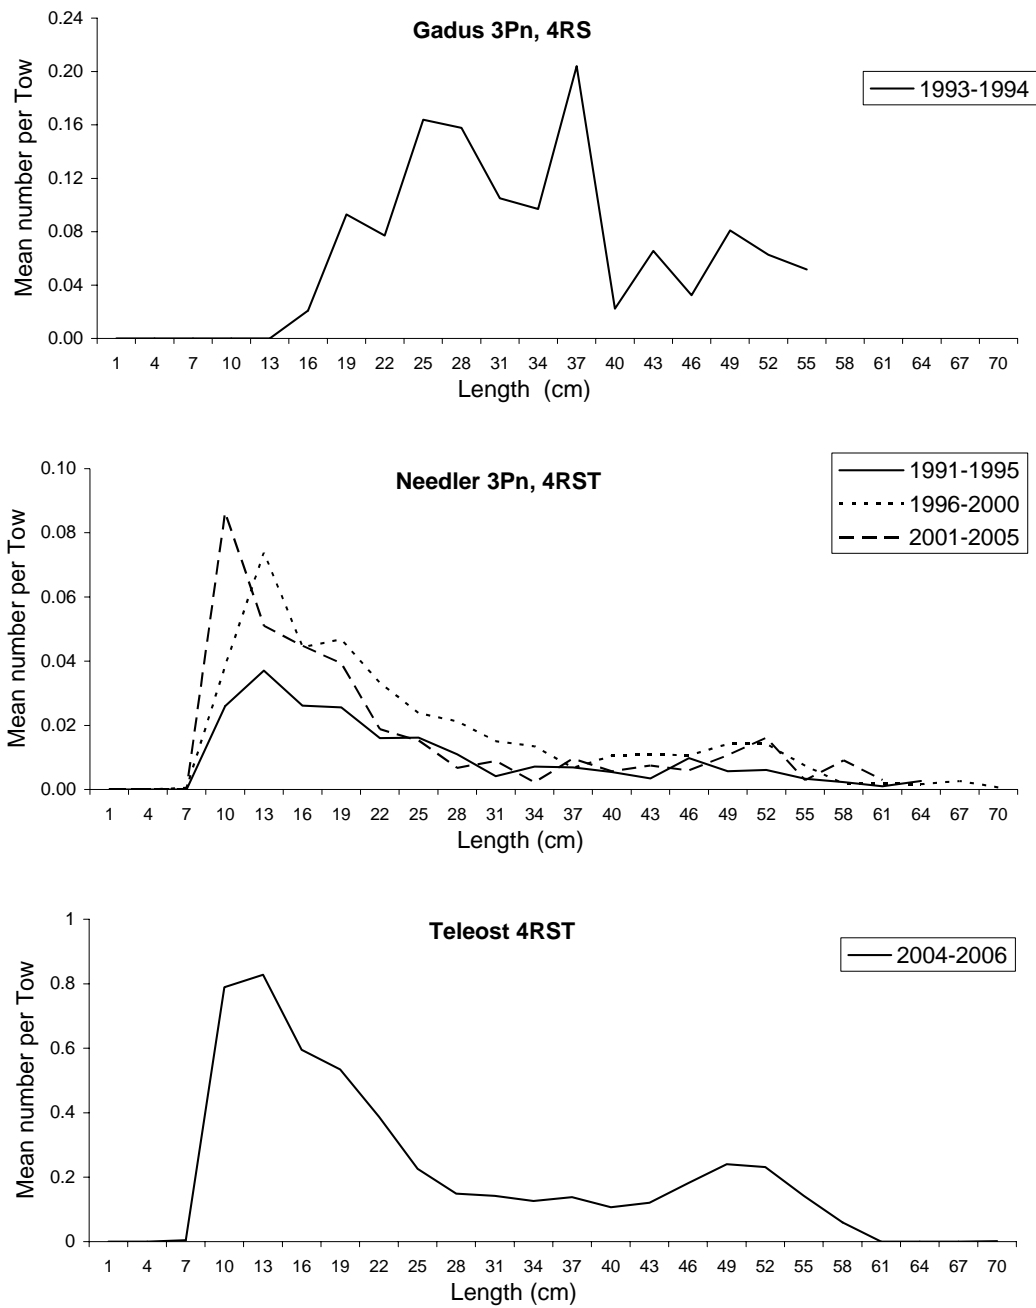 Gadus 3Pn, 4RS
1993-1994
Mean number per Tow
0.24
0.20
0.16
0.12
0.08
0.04
0.00
1 4 7 10 13 16 19 22 25 28 31 34 37 40 43 46 49 52 55 58 61 64 67 70
Length (cm)
Needler 3Pn, 4RST
1991-1995
1996-2000
2001-2005
Mean number per Tow
0.10
0.08
0.06
0.04
0.02
0.00
1 4 7 10 13 16 19 22 25 28 31 34 37 40 43 46 49 52 55 58 61 64 67 70
Length (cm)
Teleost 4RST
2004-2006
Mean number per Tow
1
0.8
0.6
0.4
0.2
0
1 4 7 10 13 16 19 22 25 28 31 34 37 40 43 46 49 52 55 58 61 64 67 70
Length (cm)